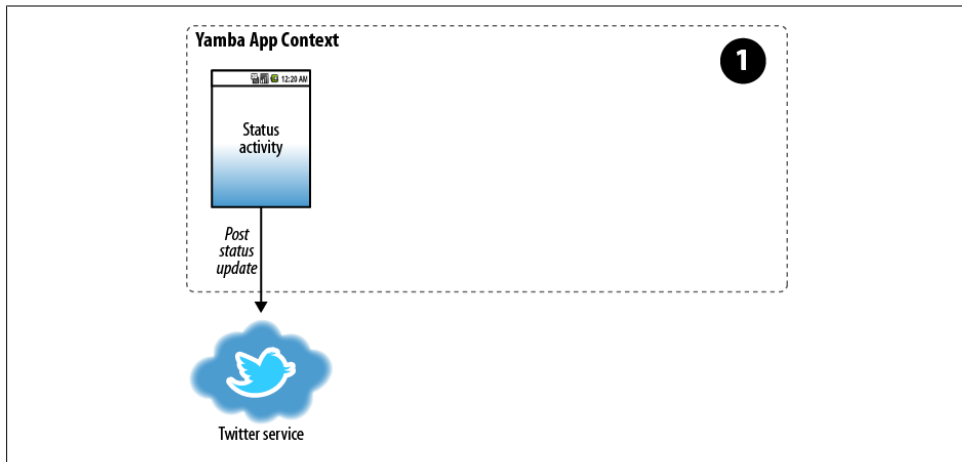 Yamba App Context
1
12:20 AM
Status
activity
Post
status
update
Twitter service